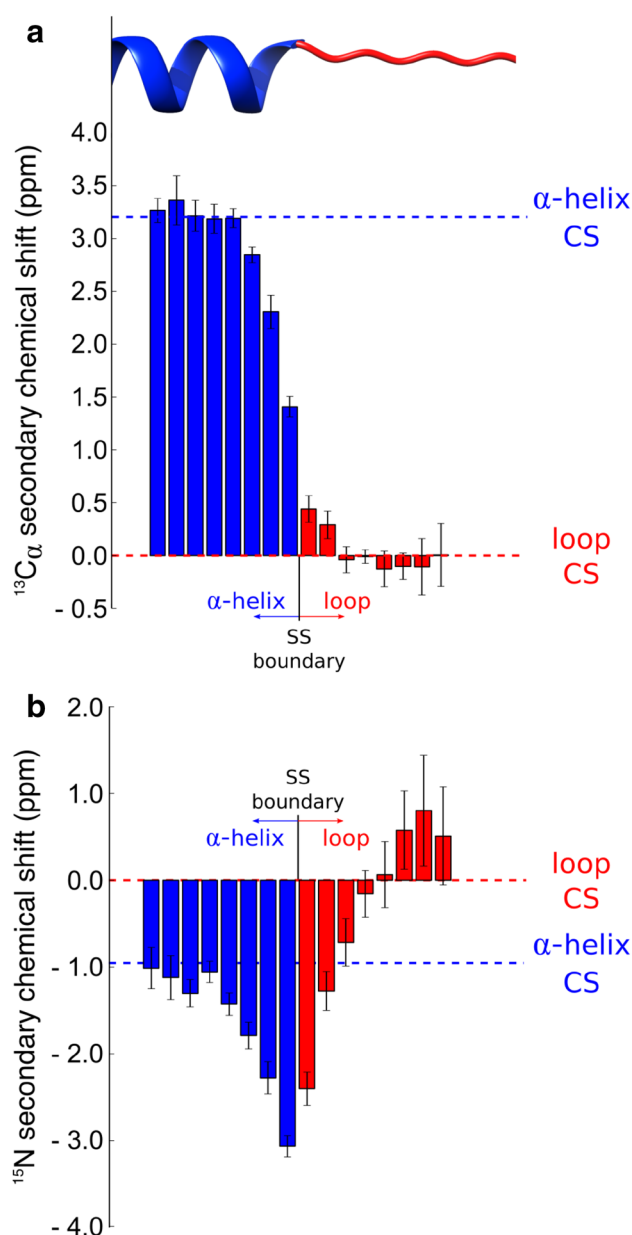 a
4.0
3.5
3.0
2.5
2.0
1.5
1.0
0.5
0.0
- 0.5
¹³Cα secondary chemical shift (ppm)
α-helix
CS
loop
CS
α-helix loop
SS
boundary
b
2.0
1.0
0.0
- 1.0
- 2.0
- 3.0
- 4.0
¹⁵N secondary chemical shift (ppm)
SS
boundary
α-helix loop
loop
CS
α-helix
CS